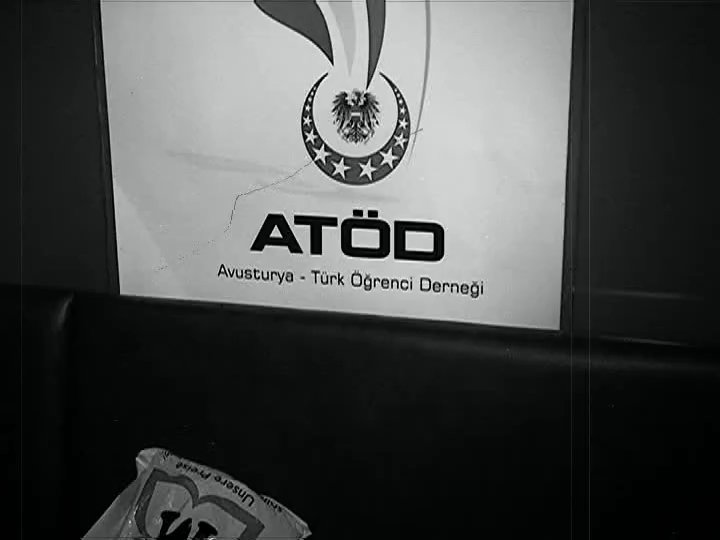 ATÖD
Avusturya - Türk Öğrenci Derneği
Unsere Preise